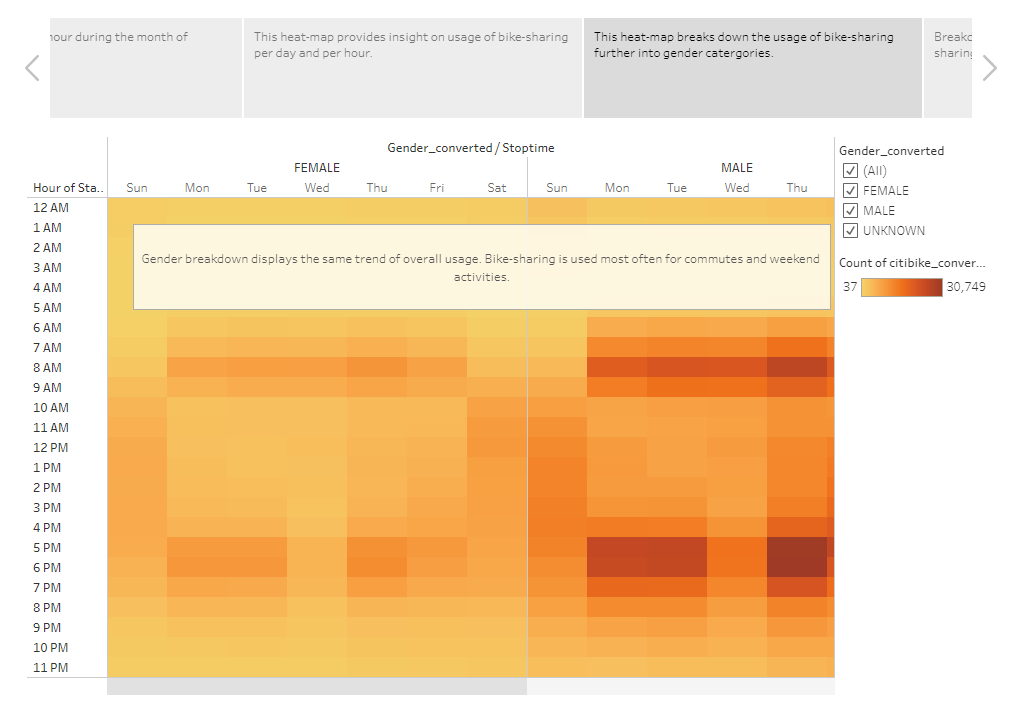 hour during the month of
This heat-map provides insight on usage of bike-sharing
per day and per hour.
This heat-map breaks down the usage of bike-sharing
further into gender catergories.
sharing
Gender_converted / Stoptime
FEMALE MALE
Hour of Sta.. Sun Mon Tue Wed Thu Fri Sat Sun Mon Tue Wed Thu
12 AM
1 AM
2 AM
3 AM
4 AM
5 AM
6 AM
7 AM
8 AM
9 AM
10 AM
11 AM
12 PM
1 PM
2 PM
3 PM
4 PM
5 PM
6 PM
7 PM
8 PM
9 PM
10 PM
11 PM
Gender breakdown displays the same trend of overall usage. Bike-sharing is used most often for commutes and weekend
activities.
Gender_converted
(All)
FEMALE
MALE
UNKNOWN
Count of citibike_conver...
37 30,749